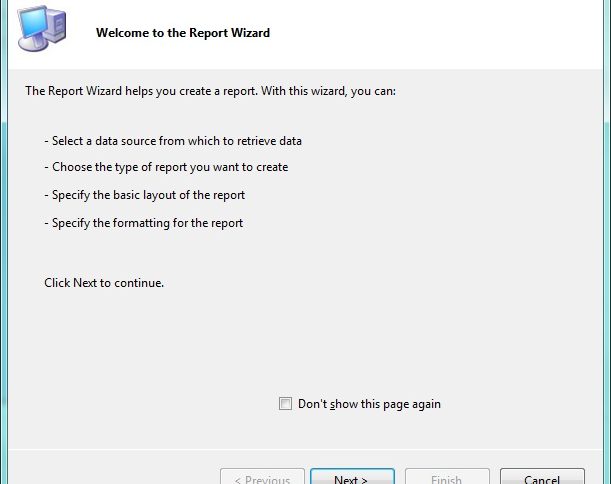 Welcome to the Report Wizard
The Report Wizard helps you create a report. With this wizard, you can:
- Select a data source from which to retrieve data
- Choose the type of report you want to create
- Specify the basic layout of the report
- Specify the formatting for the report
Click Next to continue.
Don't show this page again
< Previous Next > Finish Cancel